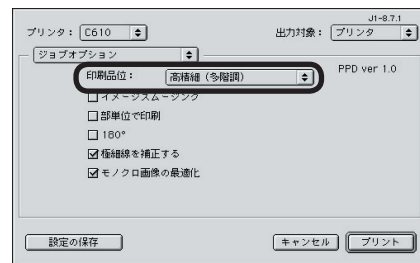 J1-8.7.1
プリンタ： C610 出力対象： プリンタ
ジョブオプション
印刷品位： 高精細（多階調） PPD ver 1.0
イメージスムージング
部単位で印刷
180°
極細線を補正する
モノクロ画像の最適化
設定の保存 キャンセル プリント